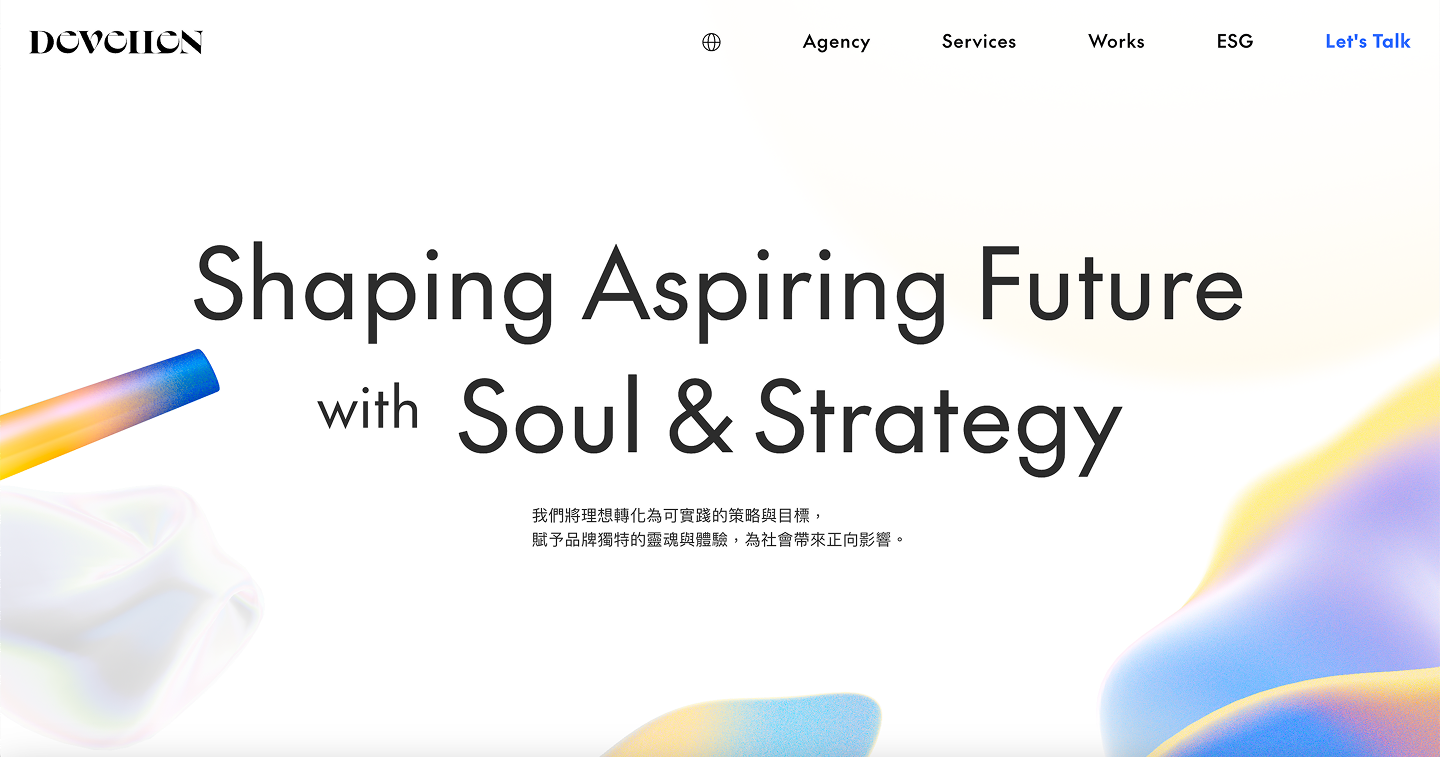 DEVELLEN
Agency
Services
Works
ESG
Let's Talk
Shaping Aspiring Future
with Soul & Strategy
我們將理想轉化為可實踐的策略與目標，
賦予品牌獨特的靈魂與體驗，為社會帶來正向影響。